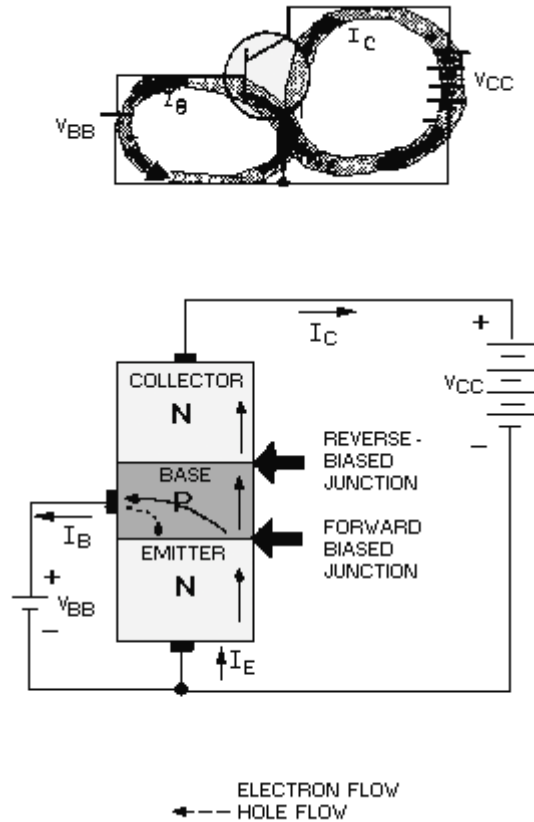 I C
V CC
I B
V BB
I C
+
V CC
−
COLLECTOR
N
REVERSE-
BIASED
JUNCTION
BASE
P
FORWARD
BIASED
JUNCTION
I B
EMITTER
N
+
V BB
−
I E
ELECTRON FLOW
HOLE FLOW